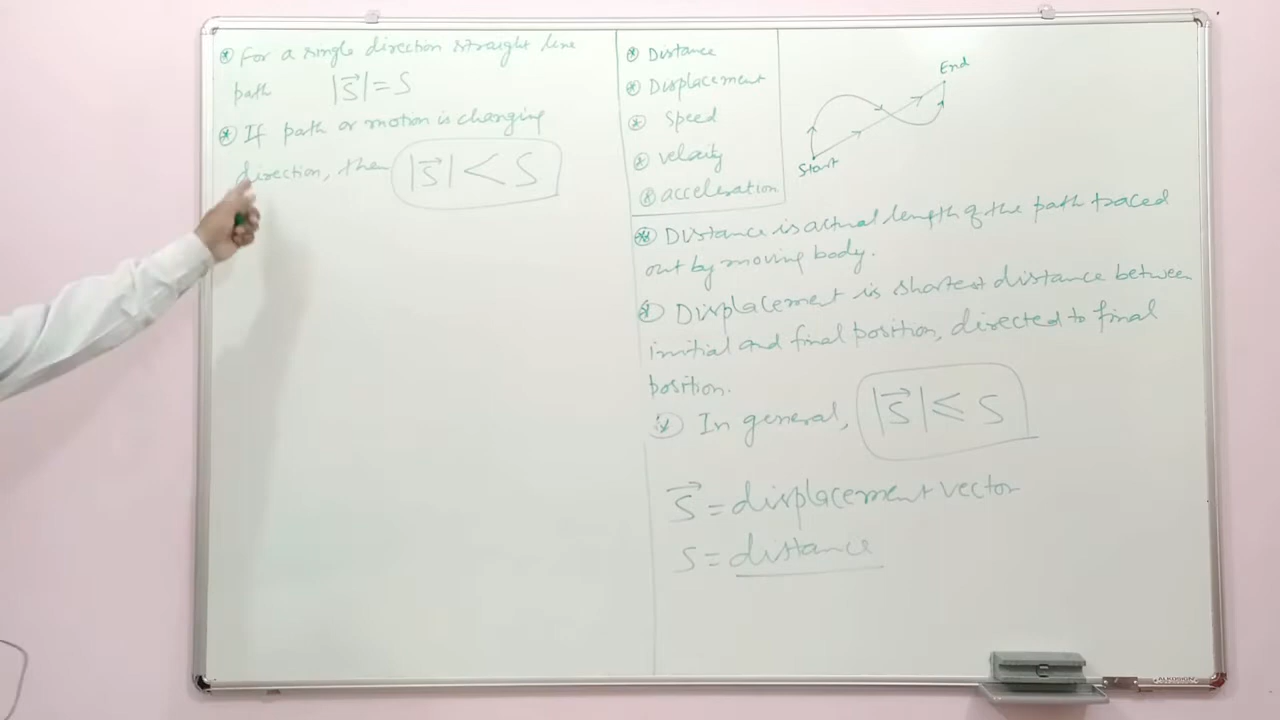 For a single direction straight line
path |s⃗| = S
If path or motion is changing
direction, then |s⃗| < S
Distance
Displacement
Speed
velocity
acceleration
Start
End
Distance is actual length of the path traced
out by moving body.
Displacement is shortest distance between
initial and final position, directed to final
position.
In general, |s⃗| ≤ S
s⃗ = displacement vector
S = distance